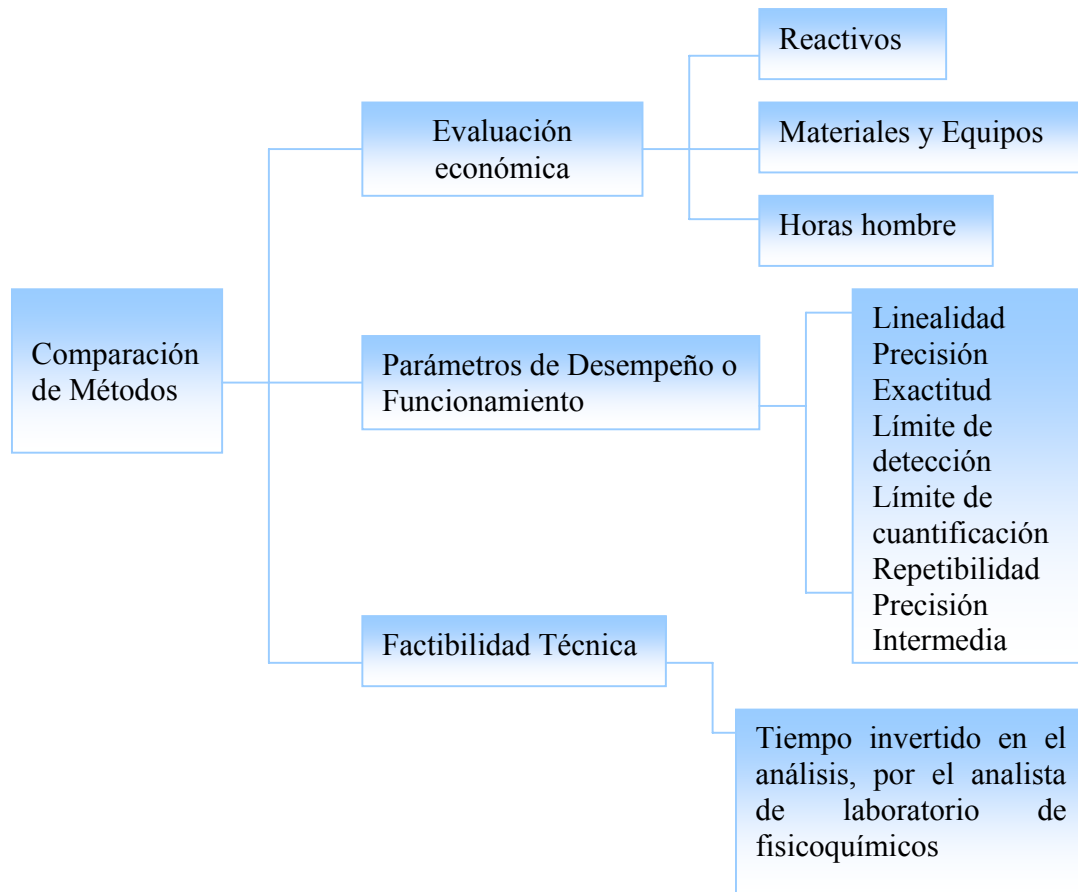 Comparación
de Métodos
Evaluación
económica
Reactivos
Materiales y Equipos
Horas hombre
Parámetros de Desempeño o
Funcionamiento
Linealidad
Precisión
Exactitud
Límite de
detección
Límite de
cuantificación
Repetibilidad
Precisión
Intermedia
Factibilidad Técnica
Tiempo invertido en el
análisis, por el analista
de laboratorio de
fisicoquímicos